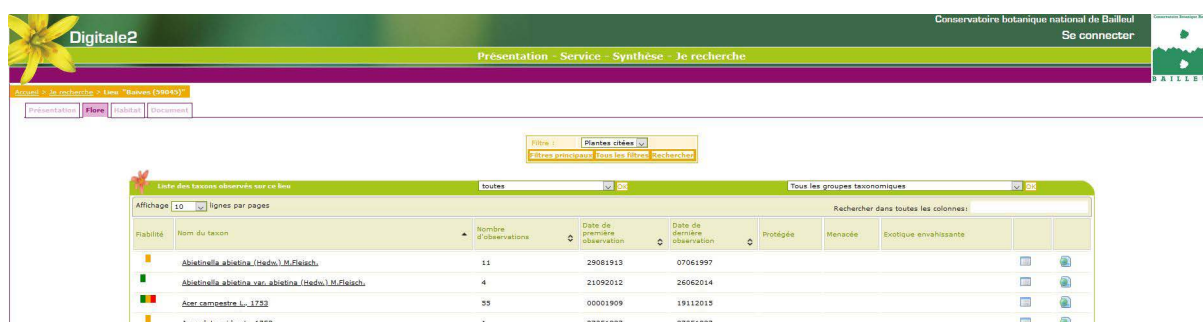 Conservatoire botanique national de Bailleul
Digitale2
Se connecter
Présentation - Service - Synthèse - Je recherche
BAILLEU
Accueil > Je recherche > Lieu "Baives (59045)"
Présentation Flore Habitat Document
Filtre : Plantes citées
Filtres principaux Tous les filtres Rechercher
Liste des taxons observés sur ce lieu toutes OK Tous les groupes taxonomiques OK
Affichage 10 lignes par pages Rechercher dans toutes les colonnes:
Fiabilité Nom du taxon Nombre d'observations Date de première observation Date de dernière observation Protégée Menacée Exotique envahissante
Abietinella abietina (Hedw.) M.Fleisch. 11 29081913 07061997
Abietinella abietina var. abietina (Hedw.) M.Fleisch. 4 21092012 26062014
Acer campestre L., 1753 55 00001909 19112015